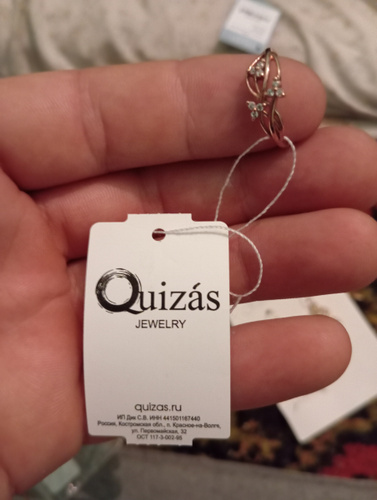 Quizás
JEWELRY
quizas.ru
ИП Див С.В. ИНН 441501167440
Россия, Костромская обл., п. Красное-на-Волге,
ул. Первомайская, 32
ОСТ 117-3-002-95